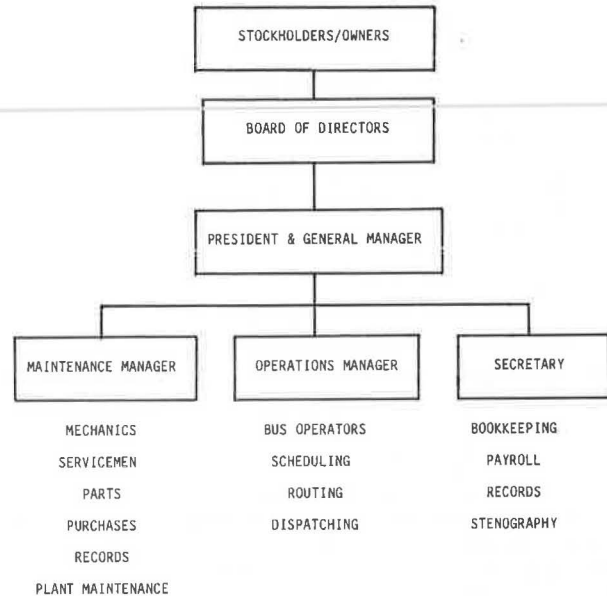 STOCKHOLDERS/OWNERS
BOARD OF DIRECTORS
PRESIDENT & GENERAL MANAGER
MAINTENANCE MANAGER
OPERATIONS MANAGER
SECRETARY
MECHANICS
SERVICEMEN
PARTS
PURCHASES
RECORDS
PLANT MAINTENANCE
BUS OPERATORS
SCHEDULING
ROUTING
DISPATCHING
BOOKKEEPING
PAYROLL
RECORDS
STENOGRAPHY